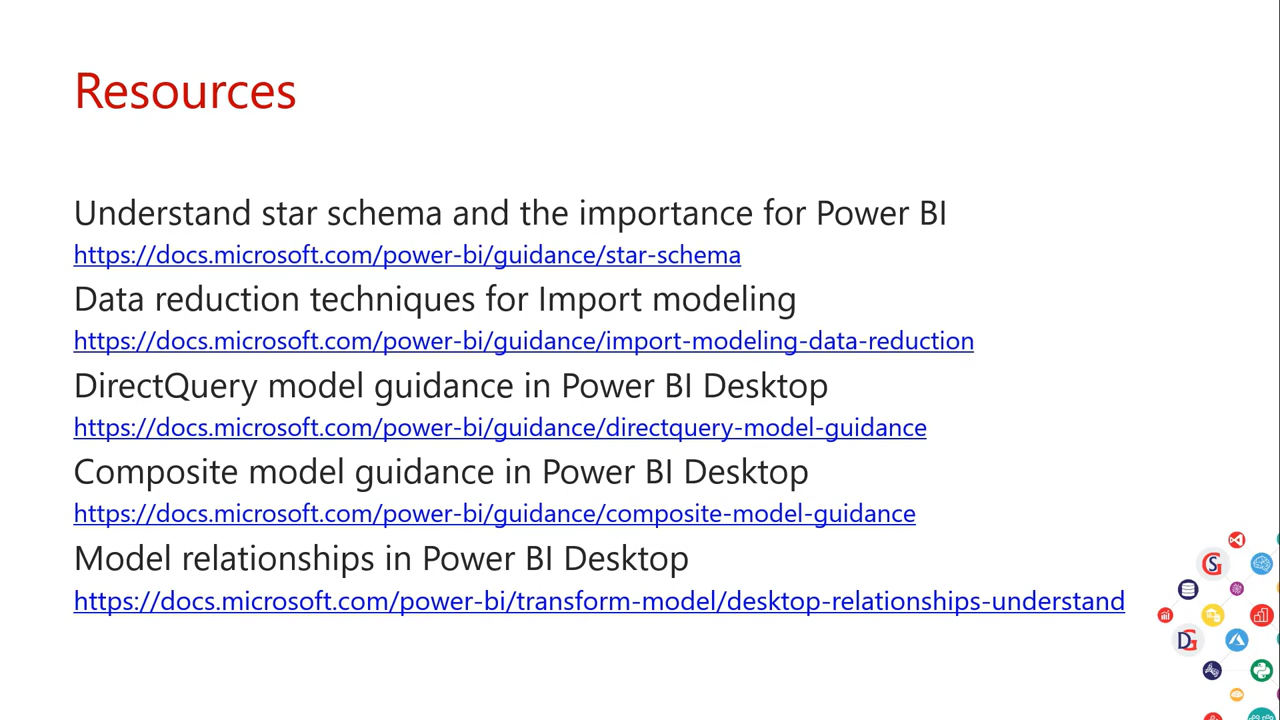 Resources
Understand star schema and the importance for Power BI
https://docs.microsoft.com/power-bi/guidance/star-schema
Data reduction techniques for Import modeling
https://docs.microsoft.com/power-bi/guidance/import-modeling-data-reduction
DirectQuery model guidance in Power BI Desktop
https://docs.microsoft.com/power-bi/guidance/directquery-model-guidance
Composite model guidance in Power BI Desktop
https://docs.microsoft.com/power-bi/guidance/composite-model-guidance
Model relationships in Power BI Desktop
https://docs.microsoft.com/power-bi/transform-model/desktop-relationships-understand